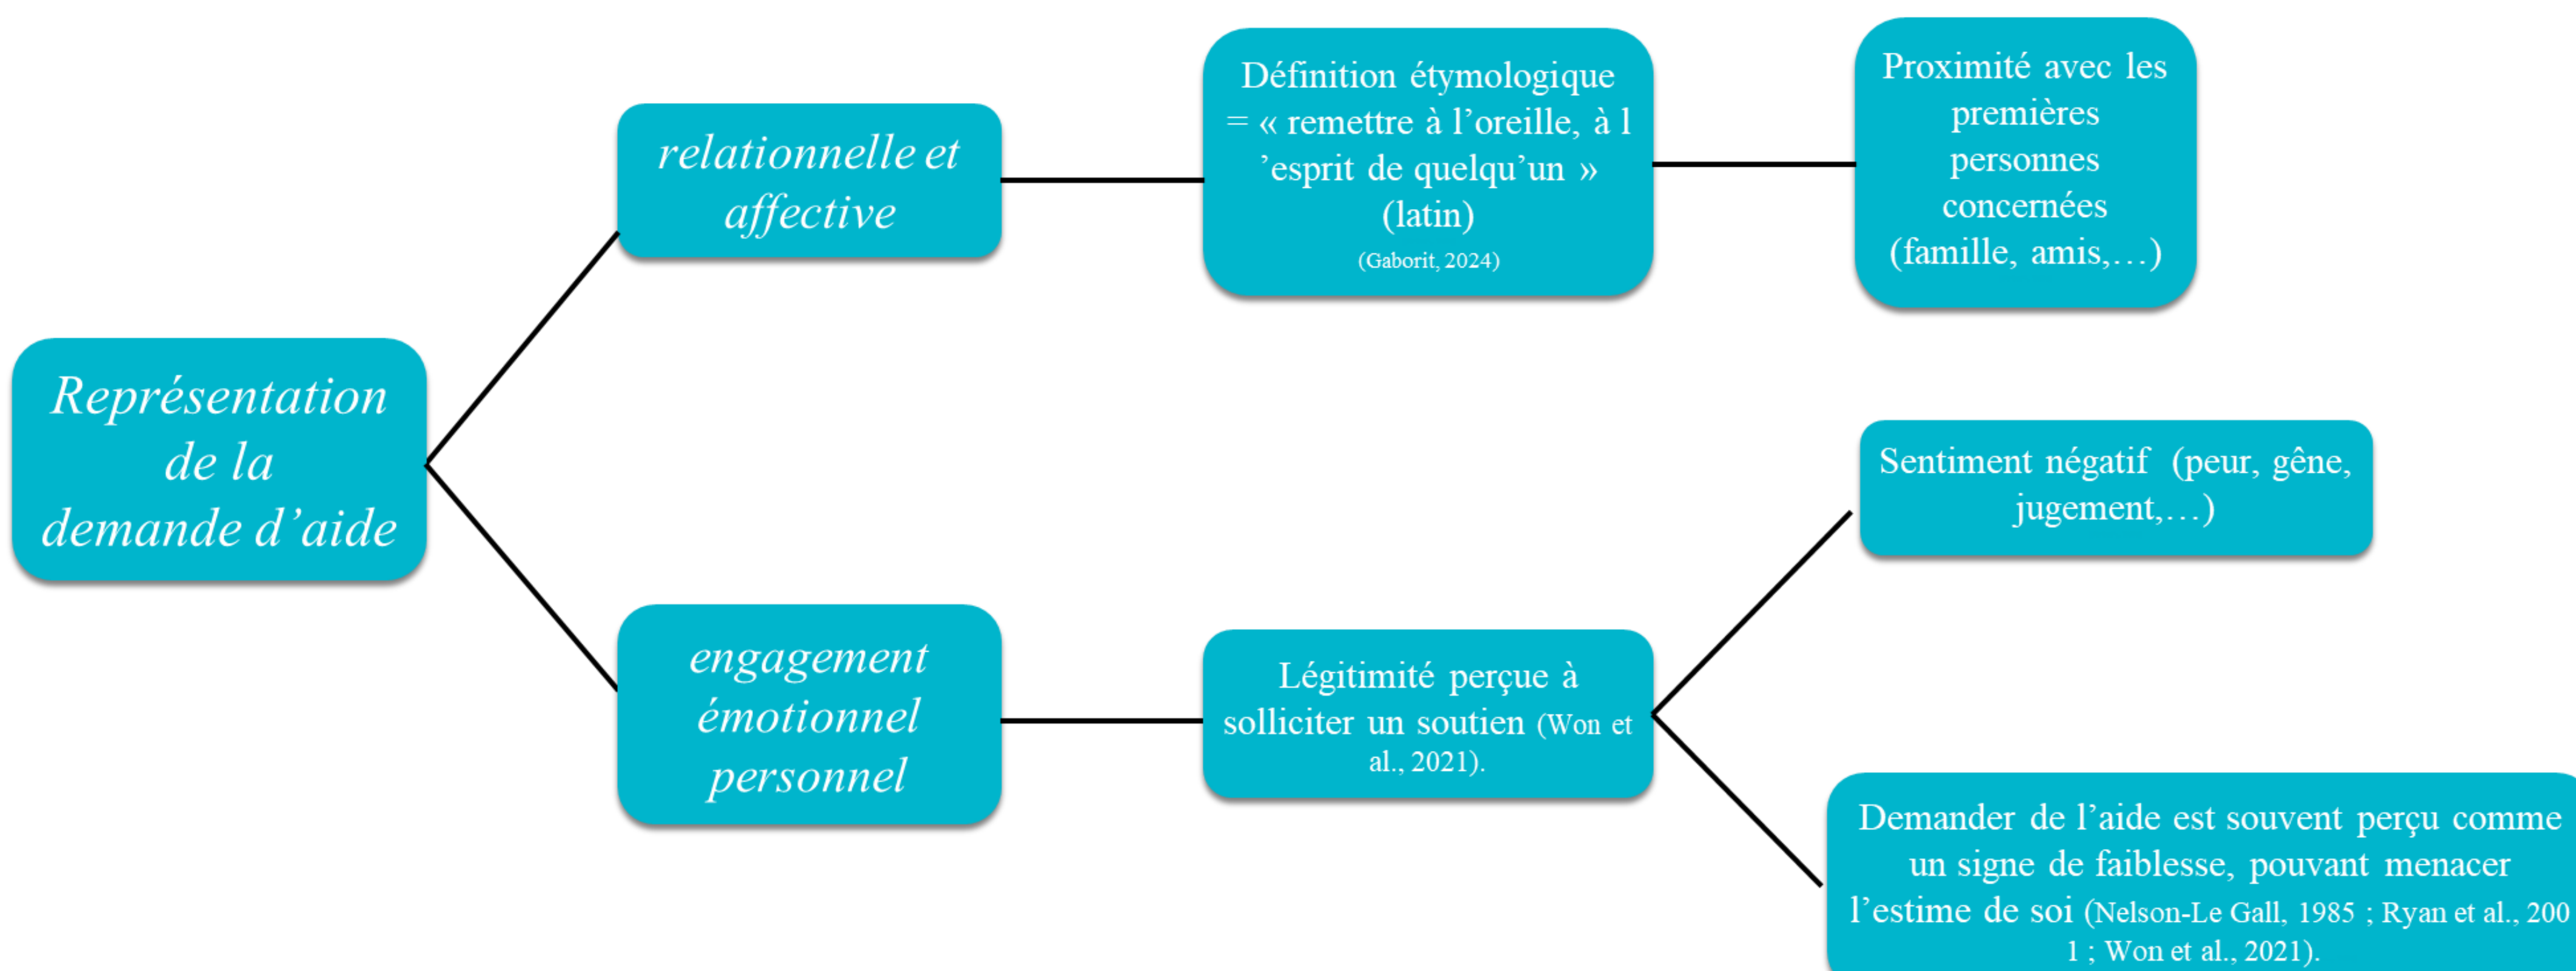 Représentation
de la
demande d’aide
relationnelle et
affective
Définition étymologique
= « remettre à l’oreille, à l
’esprit de quelqu’un »
(latin)
(Gaborit, 2024)
Proximité avec les
premières
personnes
concernées
(famille, amis,…)
engagement
émotionnel
personnel
Légitimité perçue à
solliciter un soutien (Won et
al., 2021).
Sentiment négatif (peur, gêne,
jugement,…)
Demander de l’aide est souvent perçu comme
un signe de faiblesse, pouvant menacer
l’estime de soi (Nelson-Le Gall, 1985 ; Ryan et al., 200
1 ; Won et al., 2021).